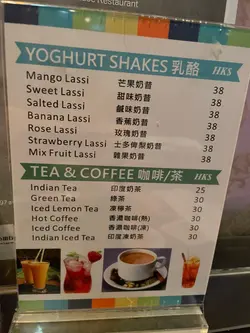 Restaurant
YOGHURT SHAKES 乳酪 HK$
Mango Lassi 芒果奶昔 38
Sweet Lassi 甜味奶昔 38
Salted Lassi 鹹味奶昔 38
Banana Lassi 香蕉奶昔 38
Rose Lassi 玫瑰奶昔 38
Strawberry Lassi 士多俾梨奶昔 38
Mix Fruit Lassi 雜果奶昔 38
TEA & COFFEE 咖啡/茶 HK$
Indian Tea 印度奶茶 25
Green Tea 綠茶 30
Iced Lemon Tea 凍檸茶 30
Hot Coffee 香濃咖啡(熱) 30
Iced Coffee 香濃咖啡(凍) 30
Indian Iced Tea 印度凍奶茶 30